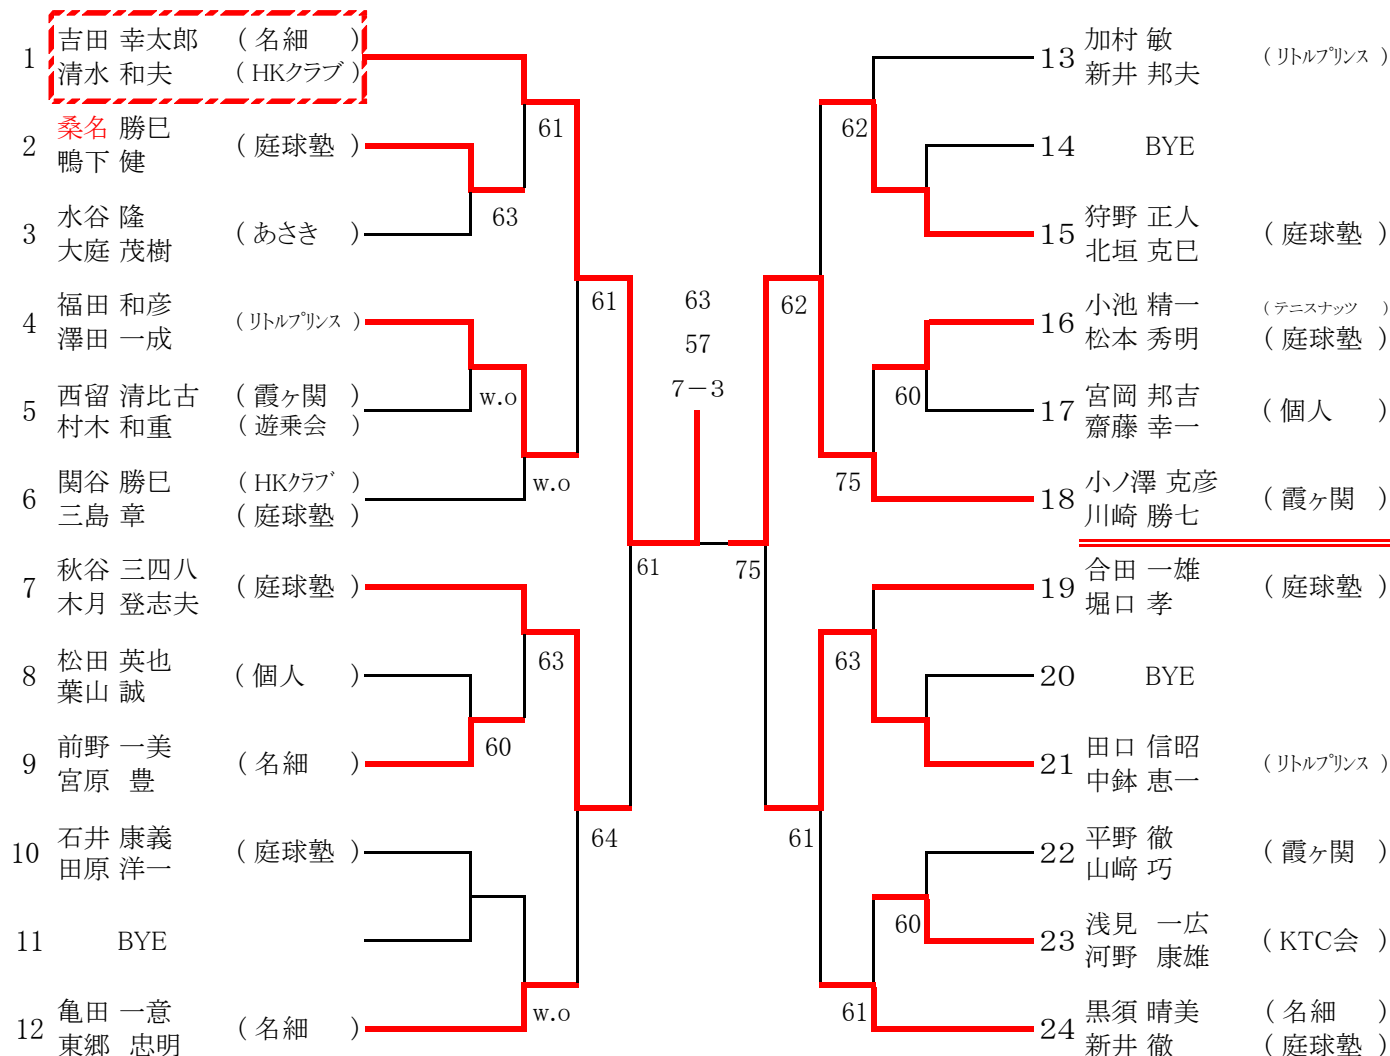 1 吉田 幸太郎 ( 名細 )
清水 和夫 ( HKクラブ )
2 桑名 勝巳 ( 庭球塾 )
鴨下 健
3 水谷 隆 ( あさき )
大庭 茂樹
4 福田 和彦 ( リトルプリンス )
澤田 一成
5 西留 清比古 ( 霞ヶ関 )
村木 和重 ( 遊乗会 )
6 関谷 勝巳 ( HKクラブ )
三島 章 ( 庭球塾 )
7 秋谷 三四八 ( 庭球塾 )
木月 登志夫
8 松田 英也 ( 個人 )
葉山 誠
9 前野 一美 ( 名細 )
宮原 豊
10 石井 康義 ( 庭球塾 )
田原 洋一
11 BYE
12 亀田 一意 ( 名細 )
東郷 忠明
61
63
w.o
w.o
63
60
w.o
61
64
61
63
57
7－3
75
62
61
62
75
63
61
60
60
13 加村 敏 ( リトルプリンス )
新井 邦夫
14 BYE
15 狩野 正人 ( 庭球塾 )
北垣 克巳
16 小池 精一 ( テニスナッツ )
松本 秀明 ( 庭球塾 )
17 宮岡 邦吉 ( 個人 )
齋藤 幸一
18 小ノ澤 克彦 ( 霞ヶ関 )
川崎 勝七
19 合田 一雄 ( 庭球塾 )
堀口 孝
20 BYE
21 田口 信昭 ( リトルプリンス )
中鉢 恵一
22 平野 徹 ( 霞ヶ関 )
山﨑 巧
23 浅見 一広 ( KTC会 )
河野 康雄
24 黒須 晴美 ( 名細 )
新井 徹 ( 庭球塾 )